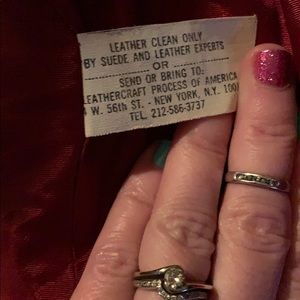 LEATHER CLEAN ONLY
BY SUEDE AND LEATHER EXPERTS
OR
SEND OR BRING TO:
LEATHERCRAFT PROCESS OF AMERICA
W. 56th ST. - NEW YORK, N.Y.
TEL. 212-586-3737